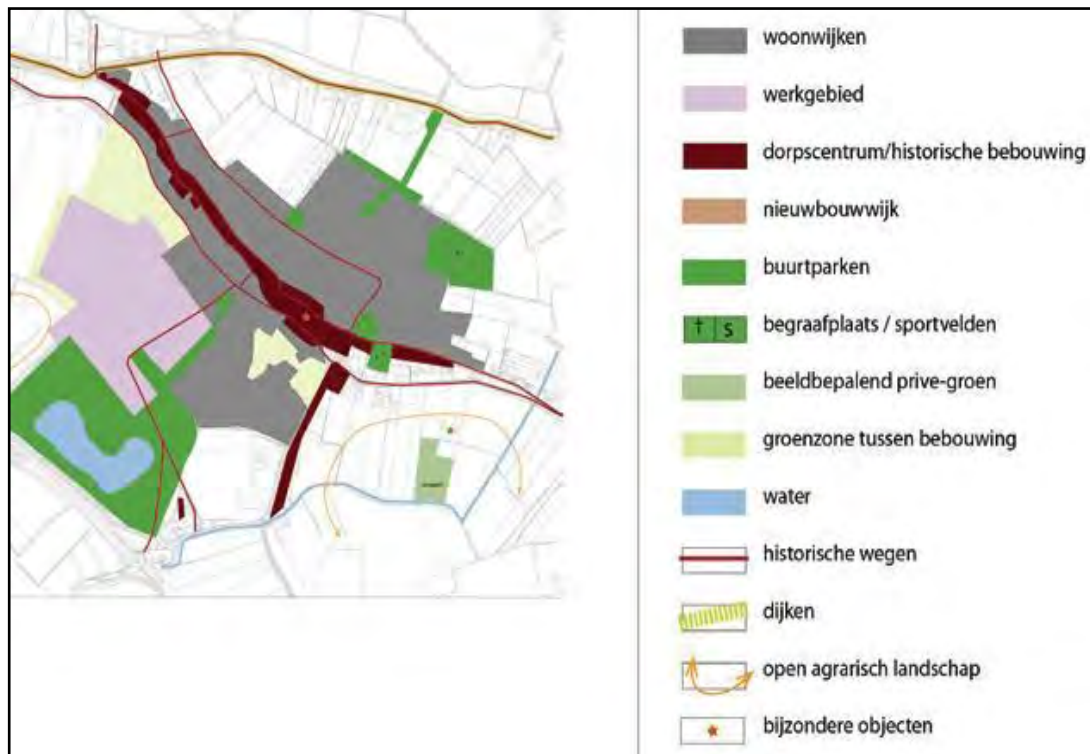 woonwijken
werkgebied
dorpscentrum/historische bebouwing
nieuwbouwwijk
buurtparken
† s
begraafplaats / sportvelden
beeldbepalend prive-groen
groenzone tussen bebouwing
water
historische wegen
dijken
open agrarisch landschap
bijzondere objecten